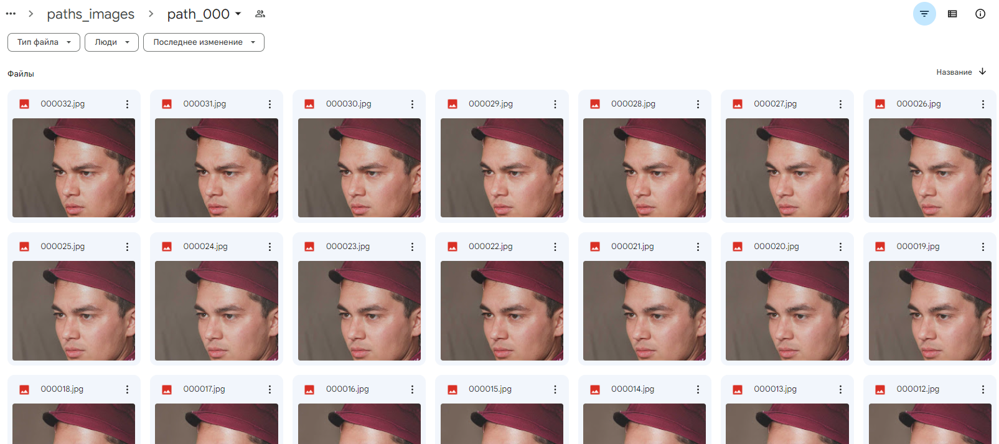 ... > paths_images > path_000
Тип файла Люди Последнее изменение
Файлы Название
000032.jpg 000031.jpg 000030.jpg 000029.jpg 000028.jpg 000027.jpg 000026.jpg
000025.jpg 000024.jpg 000023.jpg 000022.jpg 000021.jpg 000020.jpg 000019.jpg
000018.jpg 000017.jpg 000016.jpg 000015.jpg 000014.jpg 000013.jpg 000012.jpg